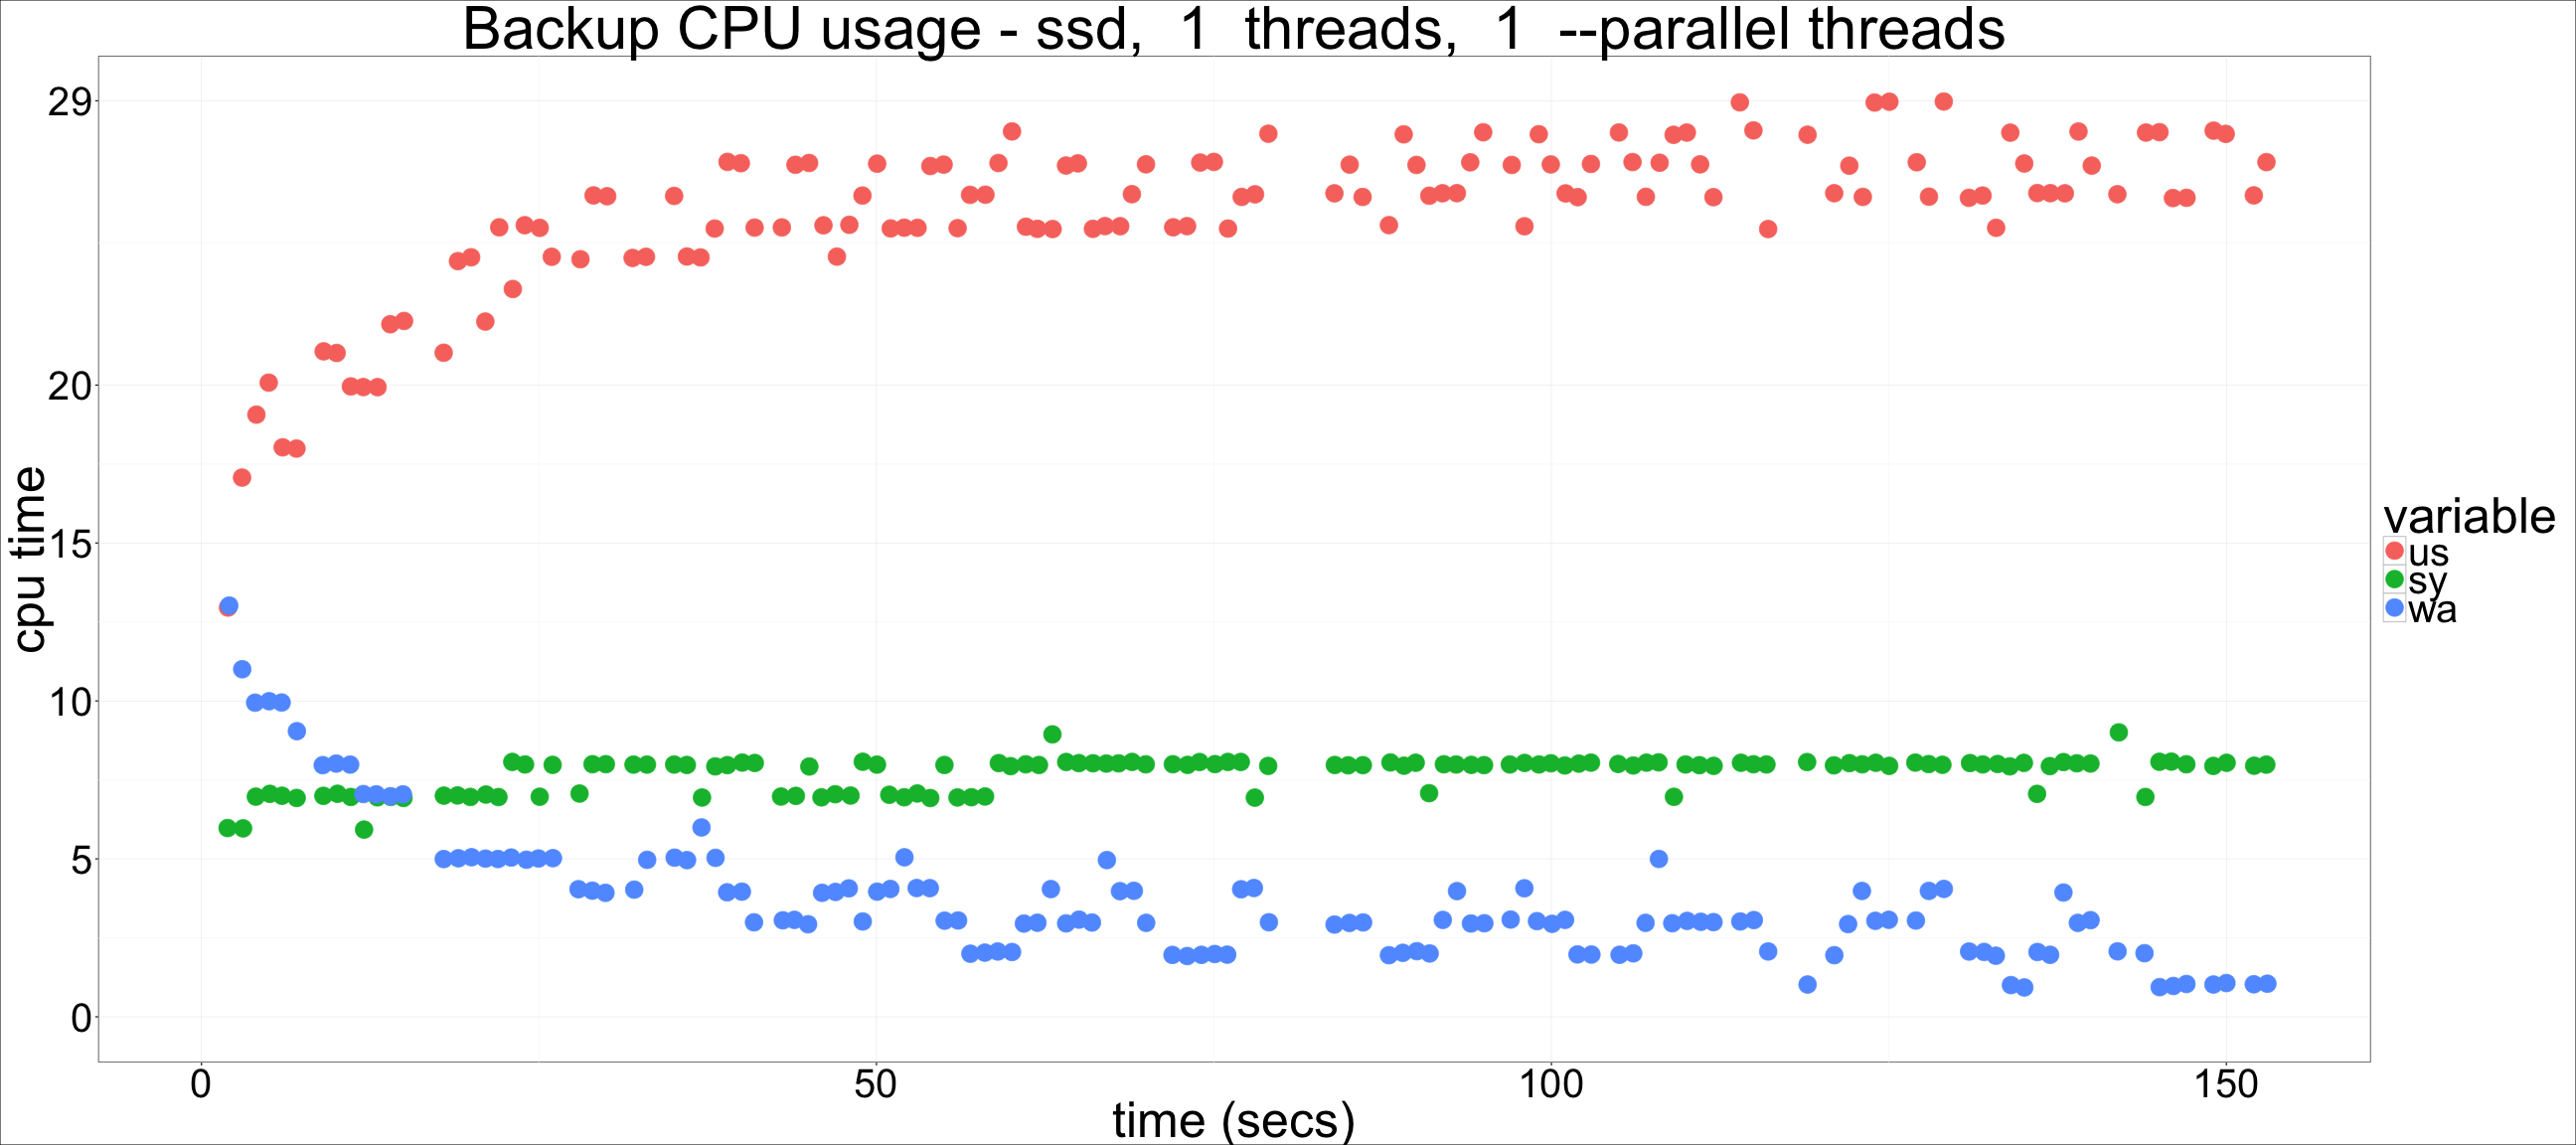 Backup CPU usage - ssd,  1  threads,  1  --parallel threads
29
20
15
10
5
0
cpu time
0
50
100
150
time (secs)
variable
us
sy
wa